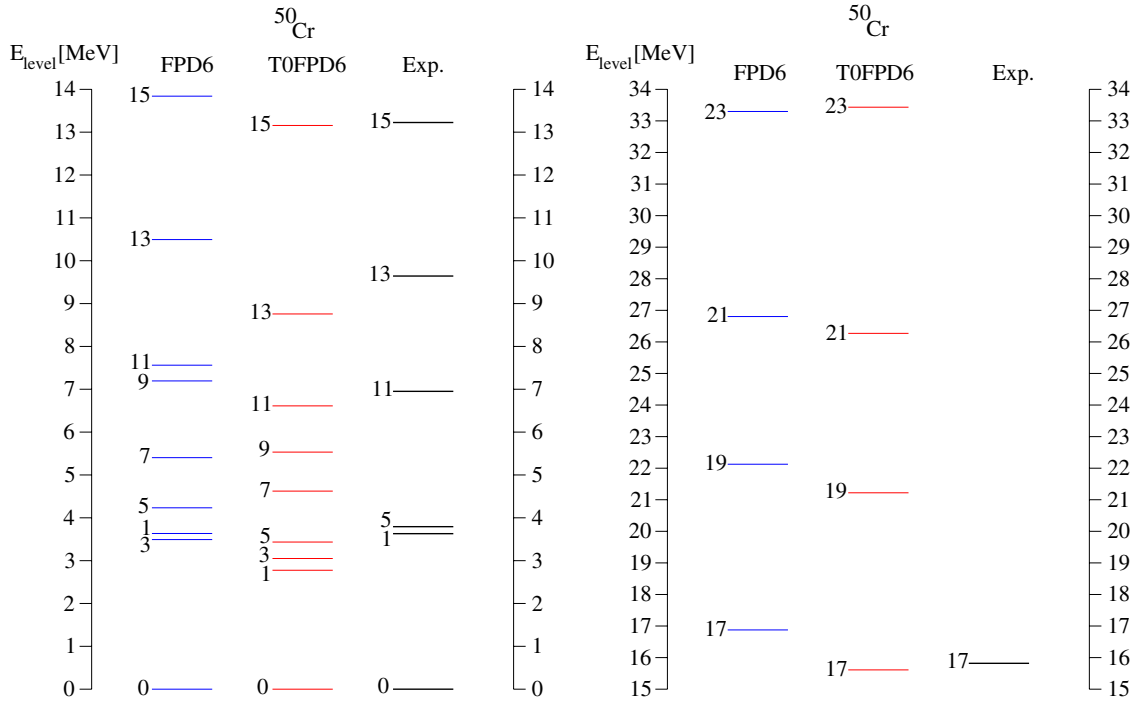 50Cr
E_level[MeV]
FPD6 T0FPD6 Exp.
14 14
15
13 15 15 13
12 12
11 11
13
10 10
13
9 13 9
8 8
11
7 9 11 7
11
6 6
7 9
5 7 5
5
4 5 4
1 5 1
3 3
3 1 3
2 2
1 1
0 0 0 0 0
50Cr
E_level[MeV]
FPD6 T0FPD6 Exp.
34 34
23 23
33 33
32 32
31 31
30 30
29 29
28 28
27 21 27
26 21 26
25 25
24 24
23 23
22 19 22
21 19 21
20 20
19 19
18 18
17 17 17
16 17 17 16
15 15